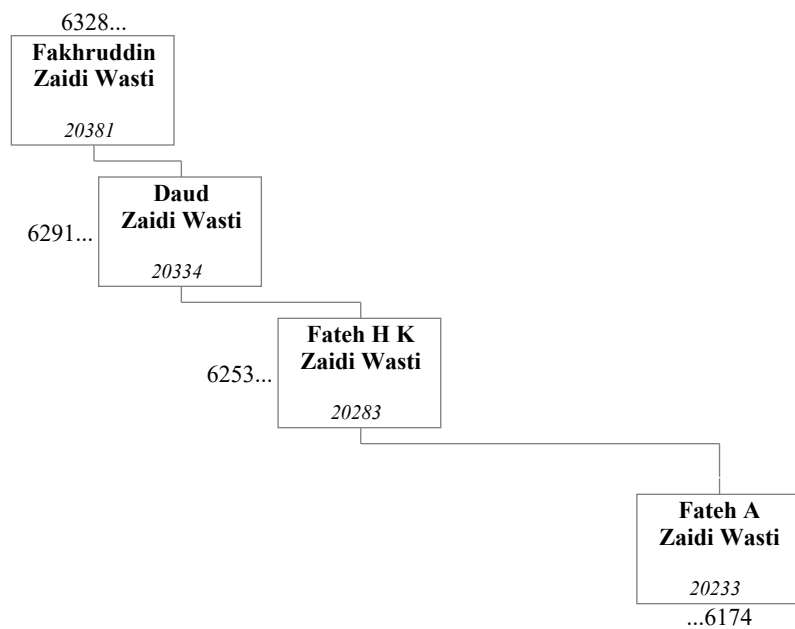 6328...
Fakhruddin
Zaidi Wasti
20381
Daud
Zaidi Wasti
6291...
20334
Fateh H K
Zaidi Wasti
6253...
20283
Fateh A
Zaidi Wasti
20233
...6174